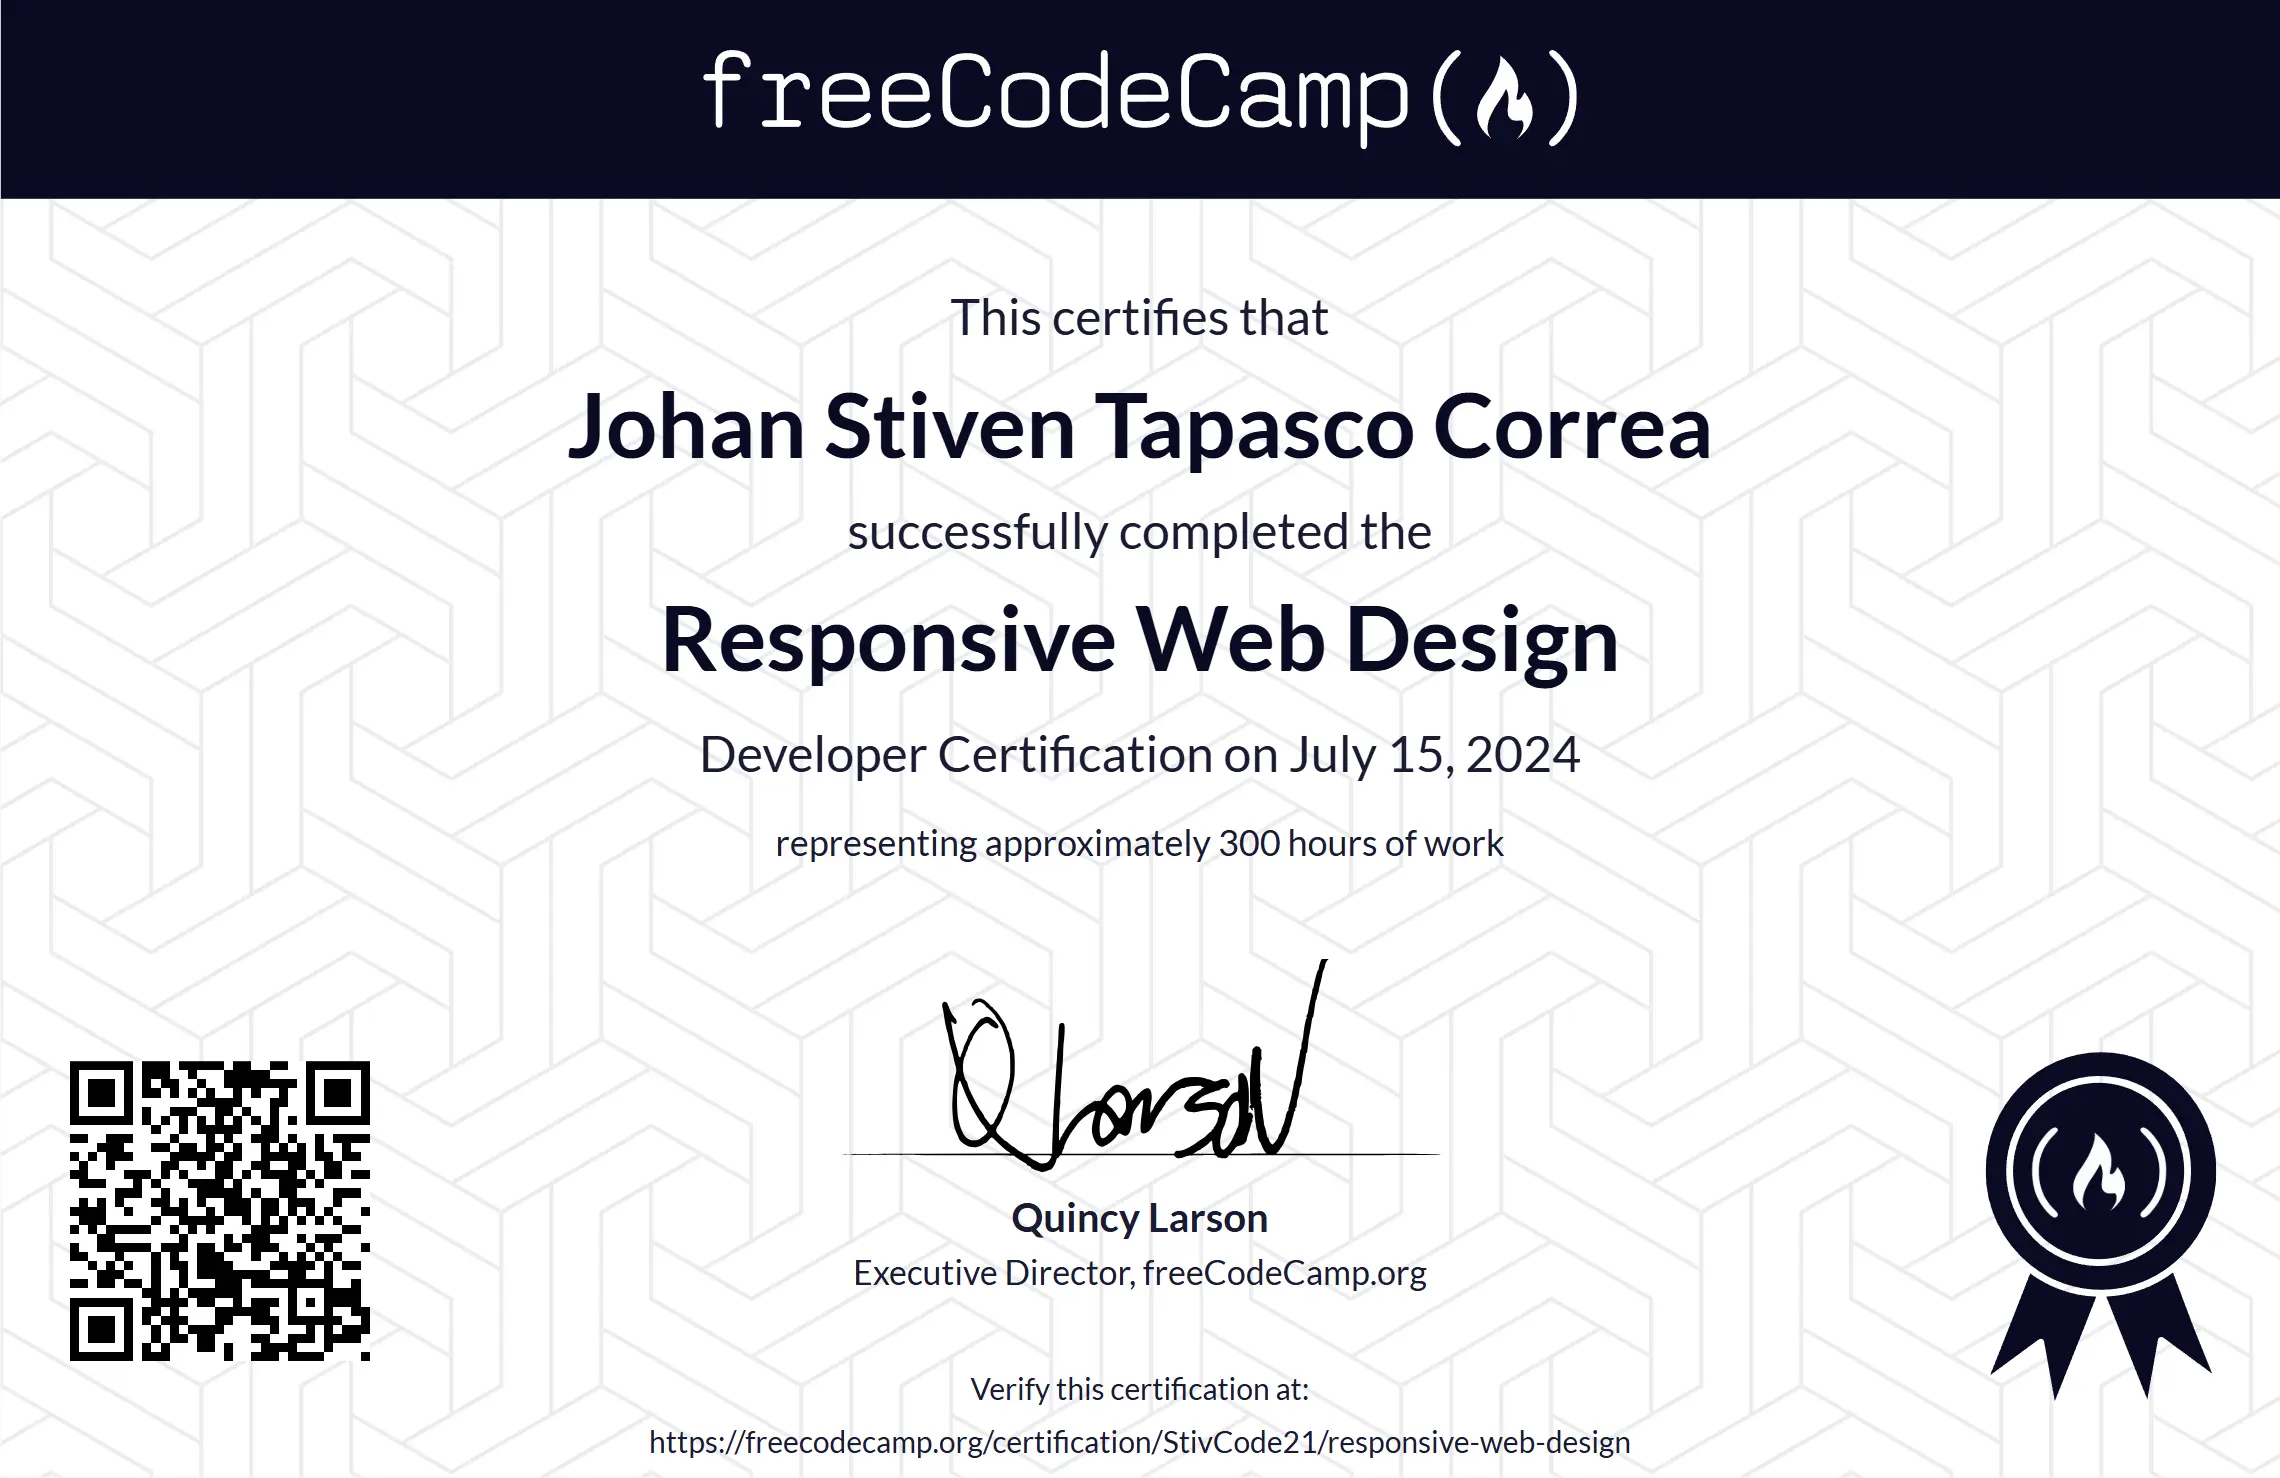 freeCodeCamp
This certifies that
Johan Stiven Tapasco Correa
successfully completed the
Responsive Web Design
Developer Certification on July 15, 2024
representing approximately 300 hours of work
Larson
Quincy Larson
Executive Director, freeCodeCamp.org
Verify this certification at:
https://freecodecamp.org/certification/StivCode21/responsive-web-design